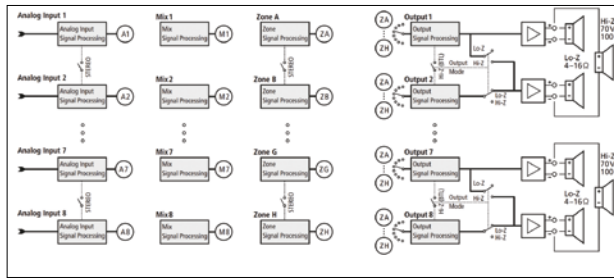 Analog Input 1
Mix1
Zone A
Output 1
Analog Input
Signal Processing
A1
Mix
Signal Processing
M1
Zone
Signal Processing
ZA
ZA
ZH
Output
Signal Processing
Lo-Z
Hi-Z
70V
100
STEREO
STEREO
Hi-Z (BTL)
Output
Mode
Hi-Z
Lo-Z
4~16Ω
Analog Input 2
Mix2
Zone B
Output 2
Analog Input
Signal Processing
A2
Mix
Signal Processing
M2
Zone
Signal Processing
ZB
ZA
ZH
Output
Signal Processing
Lo-Z
Hi-Z
Analog Input 7
Mix7
Zone G
Output 7
Analog Input
Signal Processing
A7
Mix
Signal Processing
M7
Zone
Signal Processing
ZG
ZA
ZH
Output
Signal Processing
Lo-Z
Hi-Z
70V
100
STEREO
STEREO
Hi-Z (BTL)
Output
Mode
Hi-Z
Lo-Z
4~16Ω
Analog Input 8
Mix8
Zone H
Output 8
Analog Input
Signal Processing
A8
Mix
Signal Processing
M8
Zone
Signal Processing
ZH
ZA
ZH
Output
Signal Processing
Lo-Z
Hi-Z